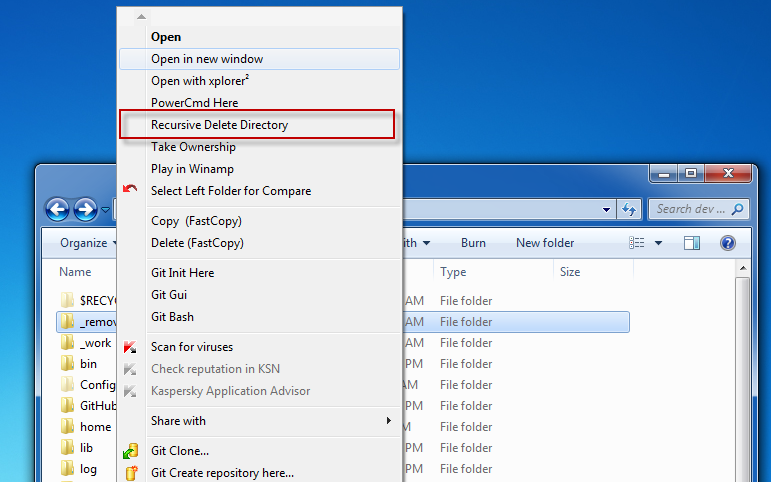 Open
Open in new window
Open with xplorer²
PowerCmd Here
Recursive Delete Directory
Take Ownership
Play in Winamp
Select Left Folder for Compare
Copy (FastCopy)
Delete (FastCopy)
Git Init Here
Git Gui
Git Bash
Scan for viruses
Check reputation in KSN
Kaspersky Application Advisor
Share with
Git Clone...
Git Create repository here...
Search dev ...
Organize
ith
Burn
New folder
Name
Type
Size
$RECYC
AM
File folder
_remov
AM
File folder
_work
PM
File folder
bin
PM
File folder
Config
AM
File folder
GitHub
PM
File folder
home
PM
File folder
lib
PM
File folder
log
PM
File folder